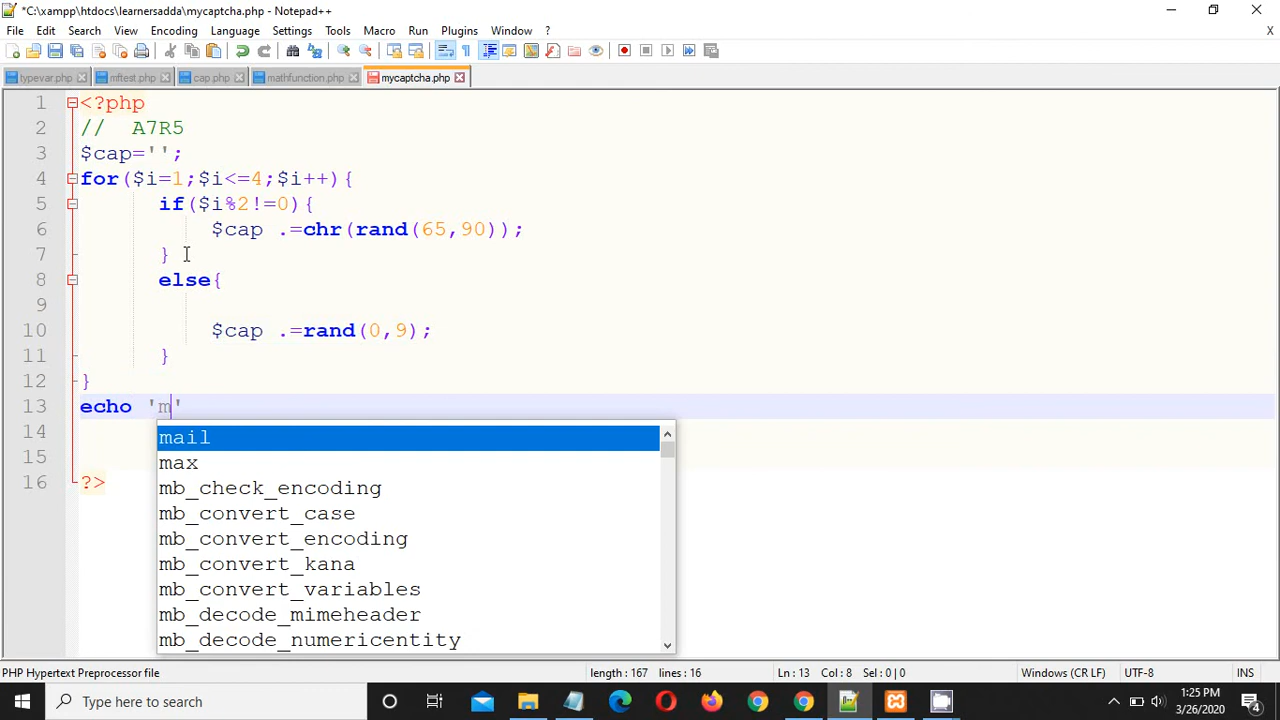 *C:\xampp\htdocs\learnersadda\mycaptcha.php - Notepad++
File Edit Search View Encoding Language Settings Tools Macro Run Plugins Window ?
X
typevar.php mftest.php cap.php mathfunction.php mycaptcha.php
1 <?php
2 // A7R5
3 $cap='';
4 for($i=1;$i<=4;$i++){
5 if($i%2!=0){
6 $cap .=chr(rand(65,90));
7 }
8 else{
9
10 $cap .=rand(0,9);
11 }
12 }
13 echo 'm'
14
15
16 ?>
mail
max
mb_check_encoding
mb_convert_case
mb_convert_encoding
mb_convert_kana
mb_convert_variables
mb_decode_mimeheader
mb_decode_numericentity
PHP Hypertext Preprocessor file length : 167 lines : 16 Ln : 13 Col : 8 Sel : 0 | 0 Windows (CR LF) UTF-8 INS
Type here to search
1:25 PM
3/26/2020
4